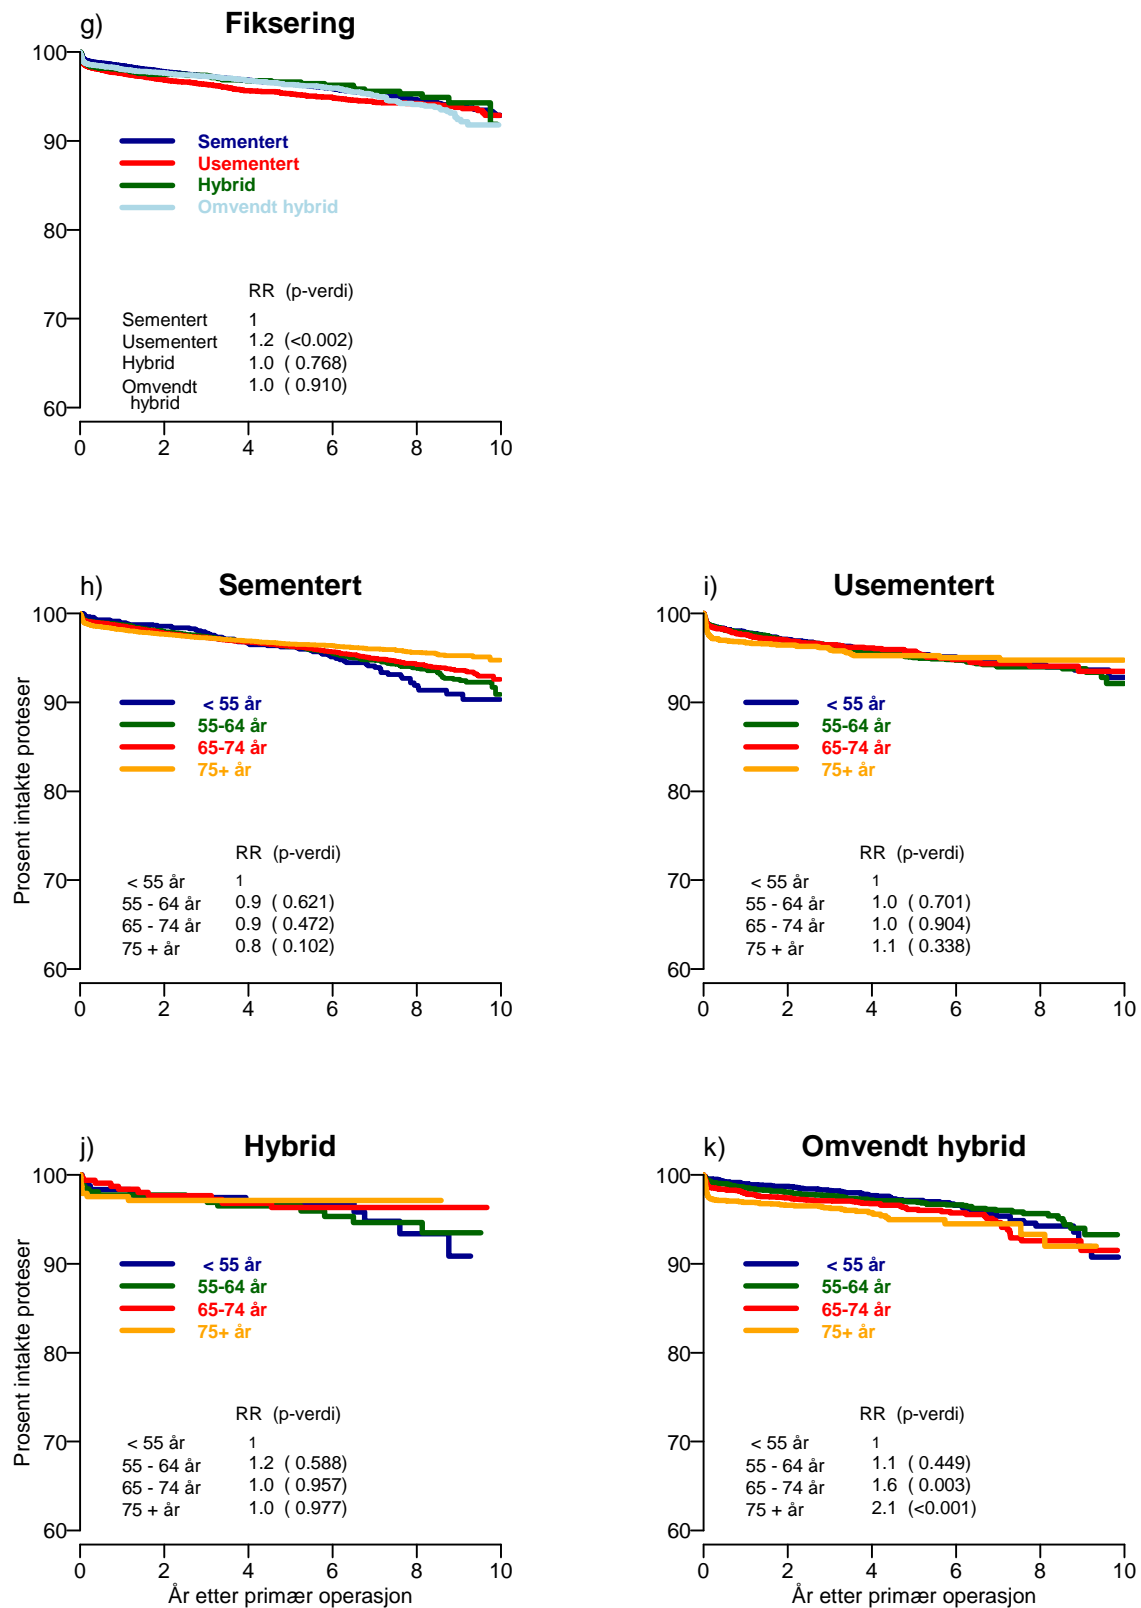 g) Fiksering
100
90
80
70
60
Sementert
Usementert
Hybrid
Omvendt hybrid
RR (p-verdi)
Sementert 1
Usementert 1.2 (<0.002)
Hybrid 1.0 ( 0.768)
Omvendt 1.0 ( 0.910)
hybrid
0 2 4 6 8 10
h) Sementert
Prosent intakte proteser
100
90
80
70
60
< 55 år
55-64 år
65-74 år
75+ år
RR (p-verdi)
< 55 år 1
55 - 64 år 0.9 ( 0.621)
65 - 74 år 0.9 ( 0.472)
75 + år 0.8 ( 0.102)
0 2 4 6 8 10
i) Usementert
100
90
80
70
60
< 55 år
55-64 år
65-74 år
75+ år
RR (p-verdi)
< 55 år 1
55 - 64 år 1.0 ( 0.701)
65 - 74 år 1.0 ( 0.904)
75 + år 1.1 ( 0.338)
0 2 4 6 8 10
j) Hybrid
Prosent intakte proteser
100
90
80
70
60
< 55 år
55-64 år
65-74 år
75+ år
RR (p-verdi)
< 55 år 1
55 - 64 år 1.2 ( 0.588)
65 - 74 år 1.0 ( 0.957)
75 + år 1.0 ( 0.977)
0 2 4 6 8 10
År etter primær operasjon
k) Omvendt hybrid
100
90
80
70
60
< 55 år
55-64 år
65-74 år
75+ år
RR (p-verdi)
< 55 år 1
55 - 64 år 1.1 ( 0.449)
65 - 74 år 1.6 ( 0.003)
75 + år 2.1 (<0.001)
0 2 4 6 8 10
År etter primær operasjon